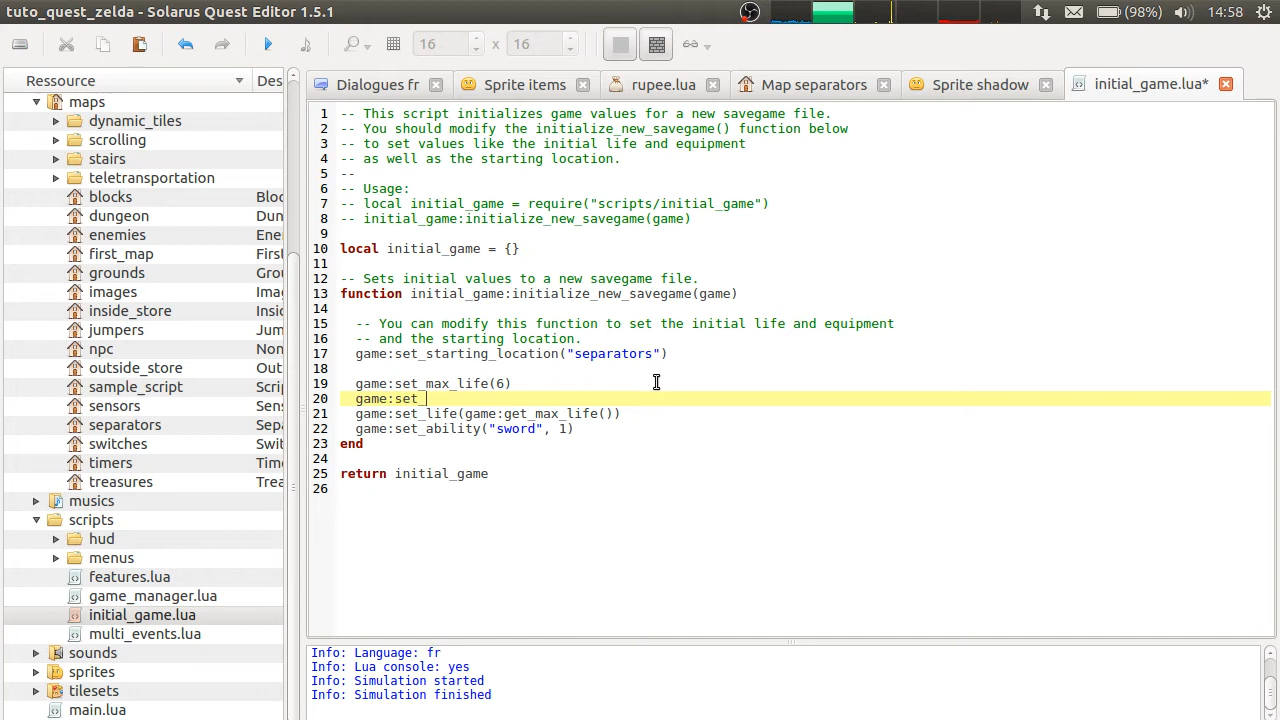 tuto_quest_zelda - Solarus Quest Editor 1.5.1
(98%)
14:58
16 x 16
Ressource
Des
maps
dynamic_tiles
scrolling
stairs
teletransportation
blocks Bloc
dungeon Dun
enemies Ene
first_map Firs
grounds Gro
images Ima
inside_store Insi
jumpers Jum
npc Non
outside_store Out
sample_script Scri
sensors Sen
separators Sep
switches Swit
timers Time
treasures Trea
musics
scripts
hud
menus
features.lua
game_manager.lua
initial_game.lua
multi_events.lua
sounds
sprites
tilesets
main.lua
Dialogues fr
Sprite items
rupee.lua
Map separators
Sprite shadow
initial_game.lua*
1 -- This script initializes game values for a new savegame file.
2 -- You should modify the initialize_new_savegame() function below
3 -- to set values like the initial life and equipment
4 -- as well as the starting location.
5 --
6 -- Usage:
7 -- local initial_game = require("scripts/initial_game")
8 -- initial_game:initialize_new_savegame(game)
9
10 local initial_game = {}
11
12 -- Sets initial values to a new savegame file.
13 function initial_game:initialize_new_savegame(game)
14
15 -- You can modify this function to set the initial life and equipment
16 -- and the starting location.
17 game:set_starting_location("separators")
18
19 game:set_max_life(6)
20 game:set_
21 game:set_life(game:get_max_life())
22 game:set_ability("sword", 1)
23 end
24
25 return initial_game
26
Info: Language: fr
Info: Lua console: yes
Info: Simulation started
Info: Simulation finished